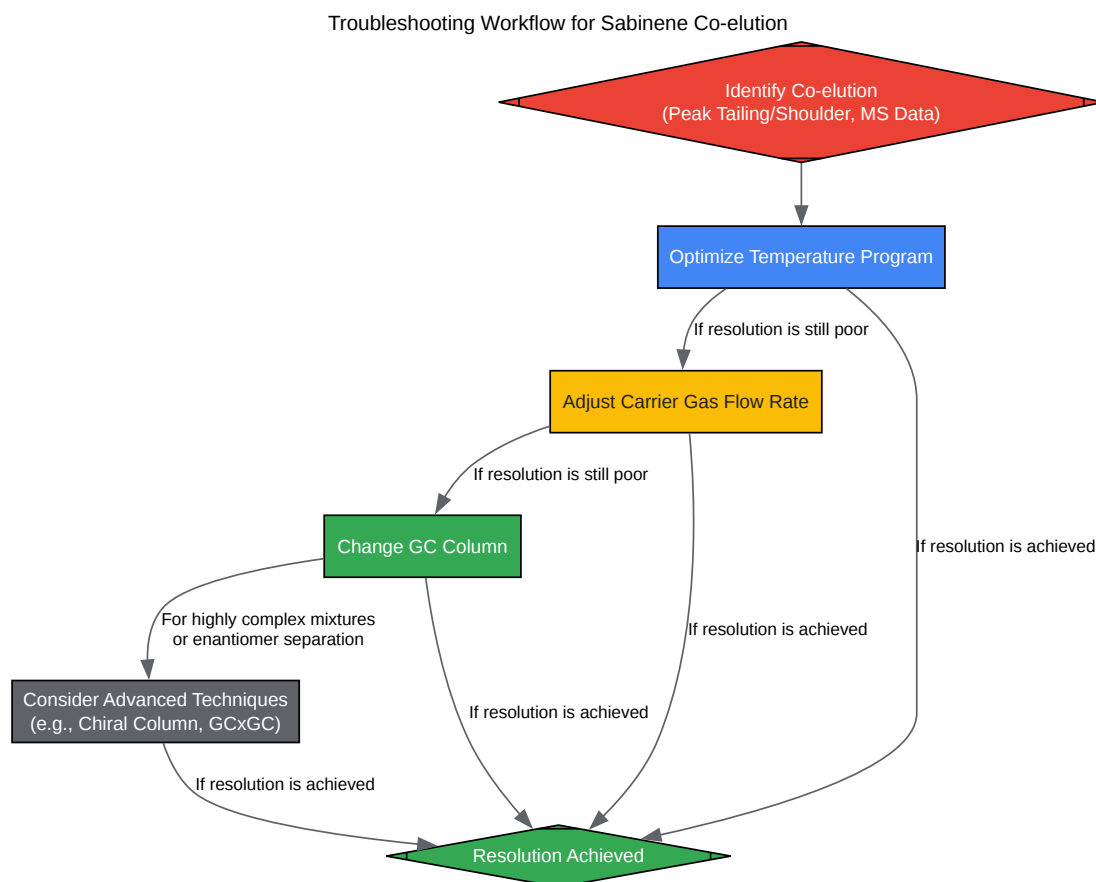 Troubleshooting Workflow for Sabinene Co-elution
Identify Co-elution
(Peak Tailing/Shoulder, MS Data)
Optimize Temperature Program
If resolution is still poor
Adjust Carrier Gas Flow Rate
If resolution is still poor
Change GC Column
If resolution is achieved
For highly complex mixtures
or enantiomer separation
If resolution is achieved
Consider Advanced Techniques
(e.g., Chiral Column, GCxGC)
If resolution is achieved
If resolution is achieved
Resolution Achieved